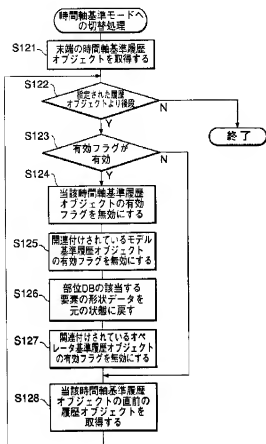 時間軸基準モードへ
の切替処理
S121
末端の時間軸基準履歴
オブジェクトを取得する
S122
設定された履歴
オブジェクトより後段
N
Y
終了
S123
有効フラグが
有効
N
Y
S124
当該時間軸基準履歴
オブジェクトの有効
フラグを無効にする
S125
関連付けされているモデル
基準履歴オブジェクト
の有効フラグを無効にする
S126
部位DBの該当する
要素の形状データを
元の状態に戻す
S127
関連付けされているオペ
レータ基準履歴オブジェクト
の有効フラグを無効にする
S128
当該時間軸基準履歴
オブジェクトの直前の
履歴オブジェクトを
取得する